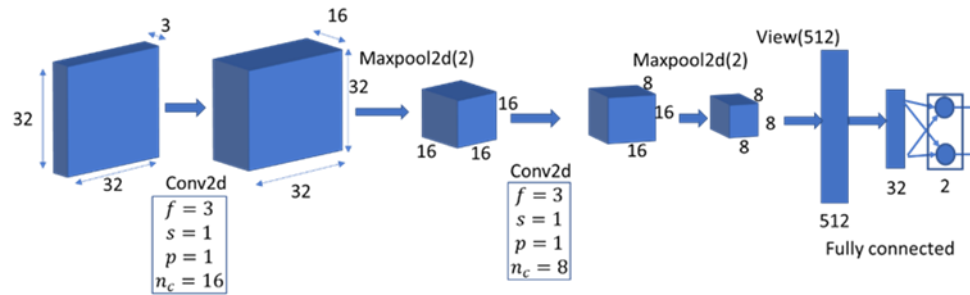 3
32
32
16
32
32
Conv2d
f = 3
s = 1
p = 1
n_c = 16
Maxpool2d(2)
16
16
16
Conv2d
f = 3
s = 1
p = 1
n_c = 8
8
16
16
Maxpool2d(2)
8
8
8
View(512)
512
32
2
Fully connected